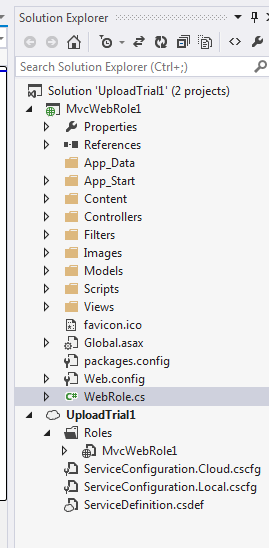 Solution Explorer
Search Solution Explorer (Ctrl+;)
Solution 'UploadTrial1' (2 projects)
MvcWebRole1
Properties
References
App_Data
App_Start
Content
Controllers
Filters
Images
Models
Scripts
Views
favicon.ico
Global.asax
packages.config
Web.config
C# WebRole.cs
UploadTrial1
Roles
MvcWebRole1
ServiceConfiguration.Cloud.cscfg
ServiceConfiguration.Local.cscfg
ServiceDefinition.csdef